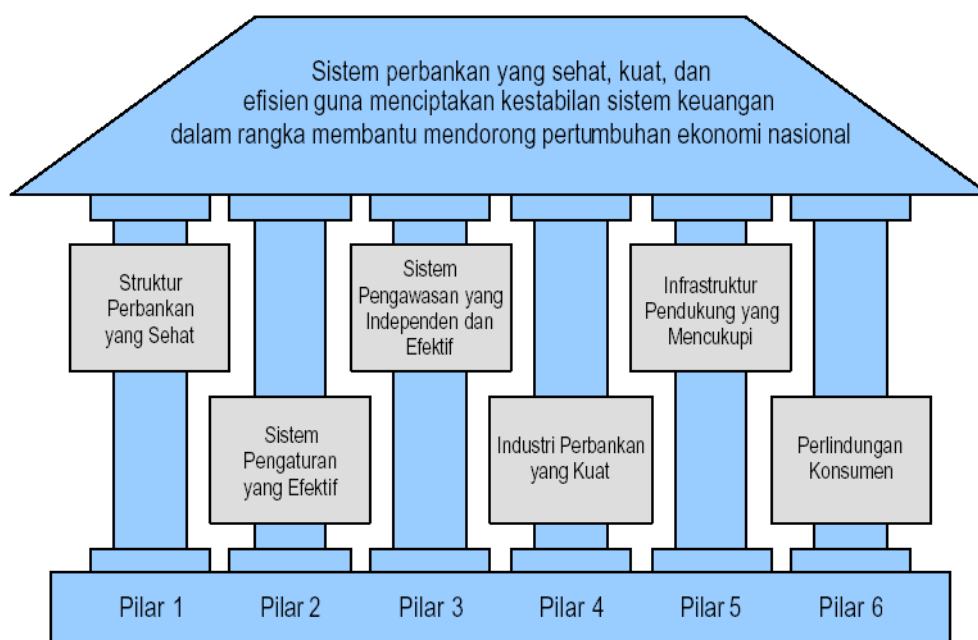 Sistem perbankan yang sehat, kuat, dan
efisien guna menciptakan kestabilan sistem keuangan
dalam rangka membantu mendorong pertumbuhan ekonomi nasional
Struktur
Perbankan
yang Sehat
Sistem
Pengaturan
yang Efektif
Sistem
Pengawasan yang
Independen dan
Efektif
Industri Perbankan
yang Kuat
Infrastruktur
Pendukung yang
Mencukupi
Perlindungan
Konsumen
Pilar 1
Pilar 2
Pilar 3
Pilar 4
Pilar 5
Pilar 6